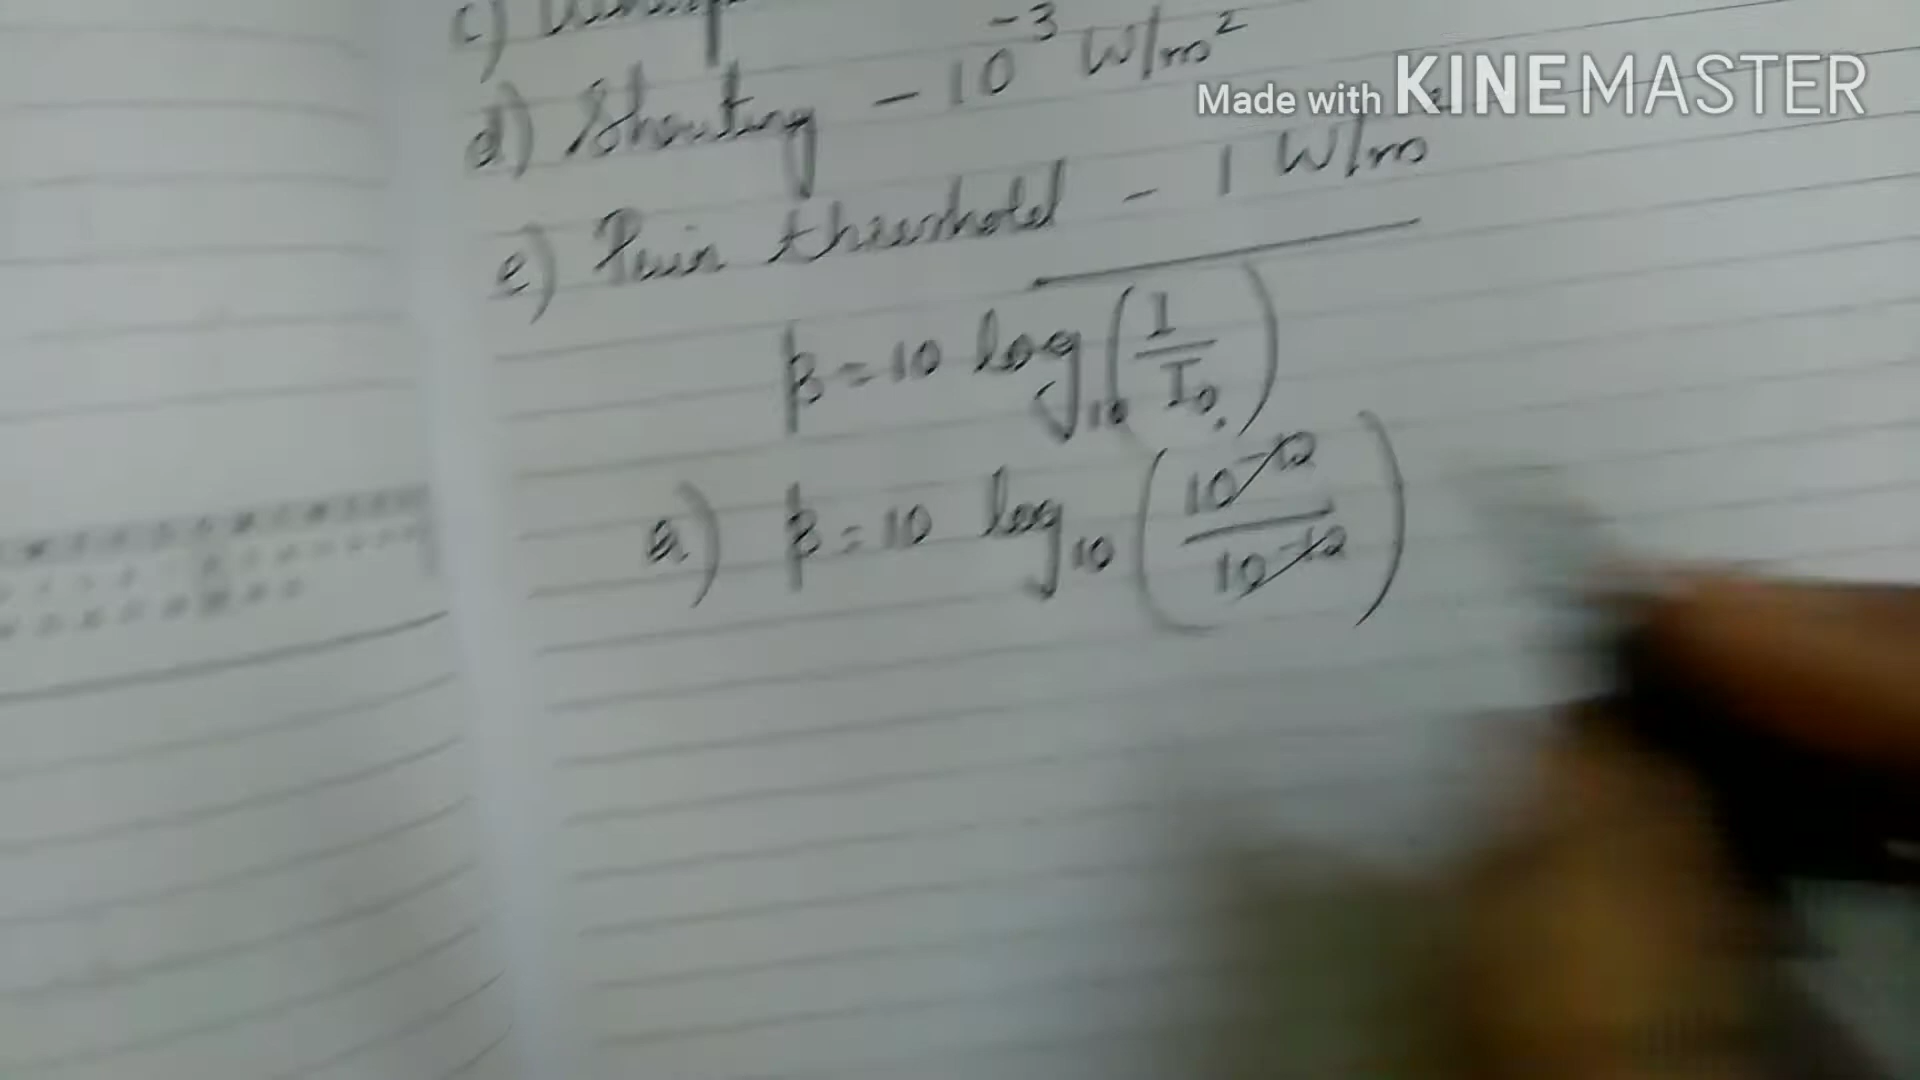 c)
d) Shouting - 10⁻³ W/m²
Made with KINEMASTER
e) Pain threshold - 1 W/m²
β = 10 log₁₀ (I/I₀)
a) β = 10 log₁₀ (10⁻¹²/10⁻¹²)